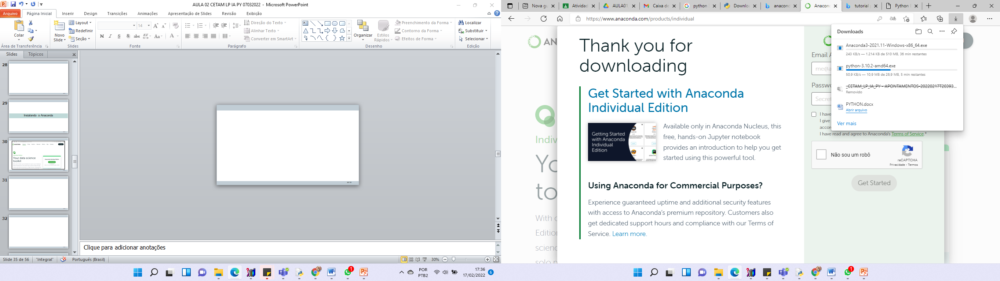 AULA 02 CETAM LP IA PY 07032022 - Microsoft PowerPoint
Arquivo Página Inicial Inserir Design Transições Animações Apresentação de Slides Revisão Exibição
Colar
Área de Transferência
Novo Slide
Layout
Redefinir
Seção
Slides
14
N I S S abc AV Aa A
Fonte
Direção do Texto
Alinhar Texto
Converter em SmartArt
Parágrafo
Organizar
Estilos Rápidos
Preenchimento da Forma
Contorno da Forma
Efeitos de Forma
Desenho
Localizar
Substituir
Selecionar
Edição
Slides Tópicos
28
29
Instalando o Anaconda
30
ANACONDA
Your data science
toolkit
31
32
Clique para adicionar anotações
Slide 35 de 56 "Integral" Português (Brasil) 30%
POR
PTB2
17:36
17/02/2022
6
1
Nova gu
Atividad
AULA01
Caixa de
python
Downlo
anacond
Anacon
tutorial
Python
https://www.anaconda.com/products/individual
Thank you for
downloading
Get Started with Anaconda
Individual Edition
Getting Started
with Anaconda
Individual
Edition
Available only in Anaconda Nucleus, this
free, hands-on Jupyter notebook
provides an introduction to help you get
started using this powerful tool.
Using Anaconda for Commercial Purposes?
Experience guaranteed uptime and additional security features
with access to Anaconda's premium repository. Customers also
get dedicated support hours and compliance with our Terms of
Service. Learn more.
AN
Indiv
Yo
to
With
Edition
scienc
solo p
Email A
me@a
Passwo
Secret
I have
I give
accor
I have read and agree to Anaconda's Terms of Service.*
Não sou um robô
reCAPTCHA
Privacidade - Termos
Get Started
Downloads
Anaconda3-2021.11-Windows-x86_64.exe
243 KB/s — 1.214 KB de 510 MB, 36 min restantes
python-3.10.2-amd64.exe
50,9 KB/s — 10,9 MB de 26,9 MB, 5 min restantes
_CETAM_LP_IA_PY - APONTAMENTOS-20220217T20393...
Removido
PYTHON.docx
Abrir arquivo
Ver mais
1